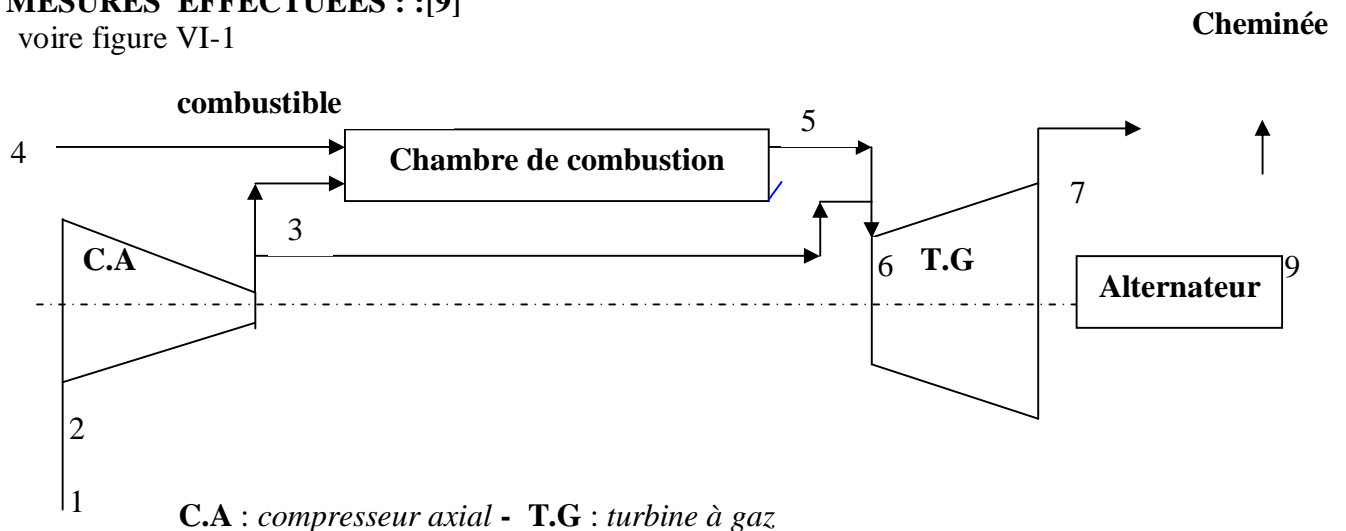 MESURES EFFECTUEES : :[9]
voire figure VI-1
Cheminée
combustible
4
5
Chambre de combustion
7
3
C.A
6
T.G
9
Alternateur
2
1
C.A : compresseur axial - T.G : turbine à gaz